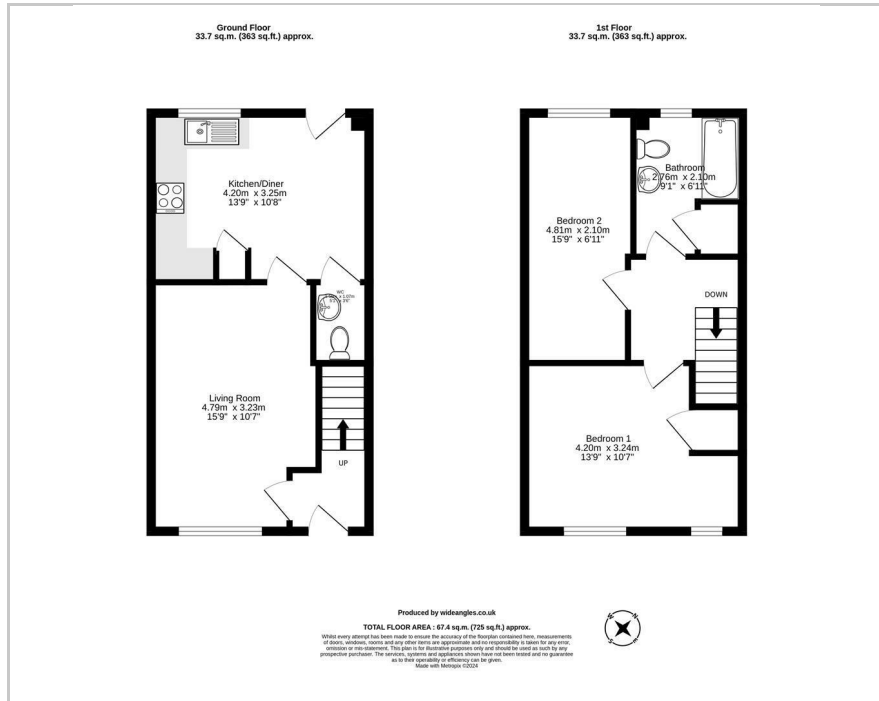 Ground Floor
33.7 sq.m. (363 sq.ft.) approx.
1st Floor
33.7 sq.m. (363 sq.ft.) approx.
Kitchen/Diner
4.20m x 3.25m
13'9" x 10'8"
WC
x 1.07m
x 3'6"
Living Room
4.79m x 3.23m
15'9" x 10'7"
UP
Bathroom
2.76m x 2.10m
9'1" x 6'11"
Bedroom 2
4.81m x 2.10m
15'9" x 6'11"
DOWN
Bedroom 1
4.20m x 3.24m
13'9" x 10'7"
Produced by wideangles.co.uk
TOTAL FLOOR AREA : 67.4 sq.m. (725 sq.ft.) approx.
Whilst every attempt has been made to ensure the accuracy of the floorplan contained here, measurements
of doors, windows, rooms and any other items are approximate and no responsibility is taken for any error,
omission or mis-statement. This plan is for illustrative purposes only and should be used as such by any
prospective purchaser. The services, systems and appliances shown have not been tested and no guarantee
as to their operability or efficiency can be given.
Made with Metropix ©2024
W N
S E